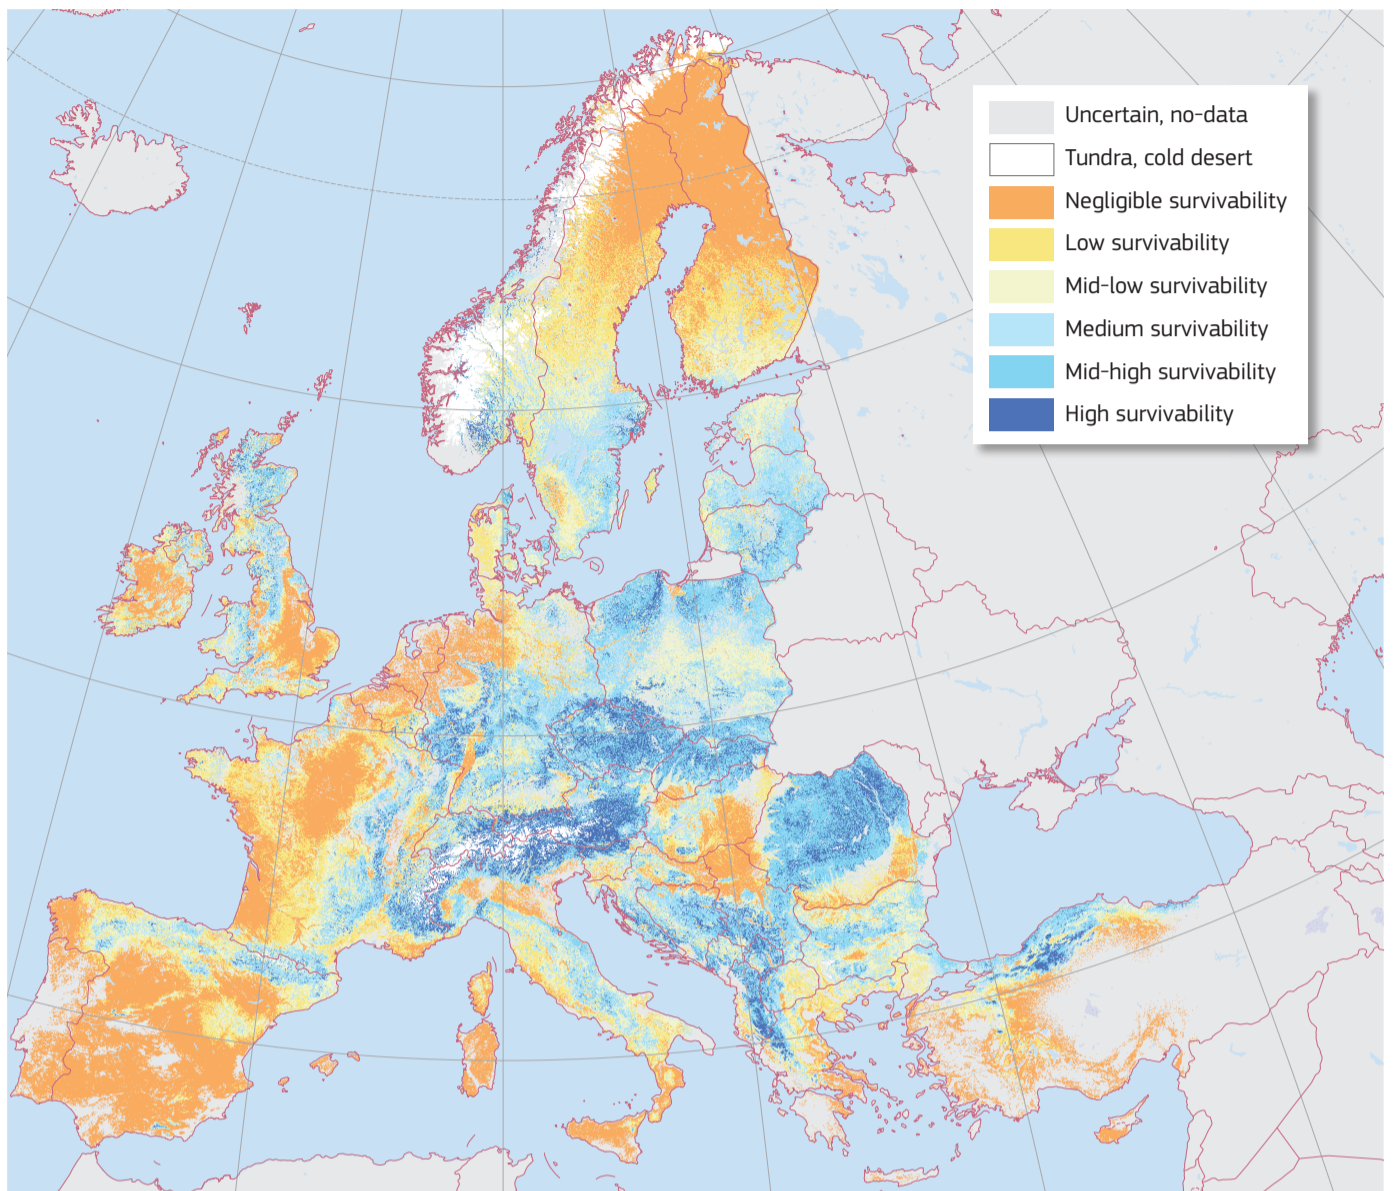 Uncertain, no-data
Tundra, cold desert
Negligible survivability
Low survivability
Mid-low survivability
Medium survivability
Mid-high survivability
High survivability